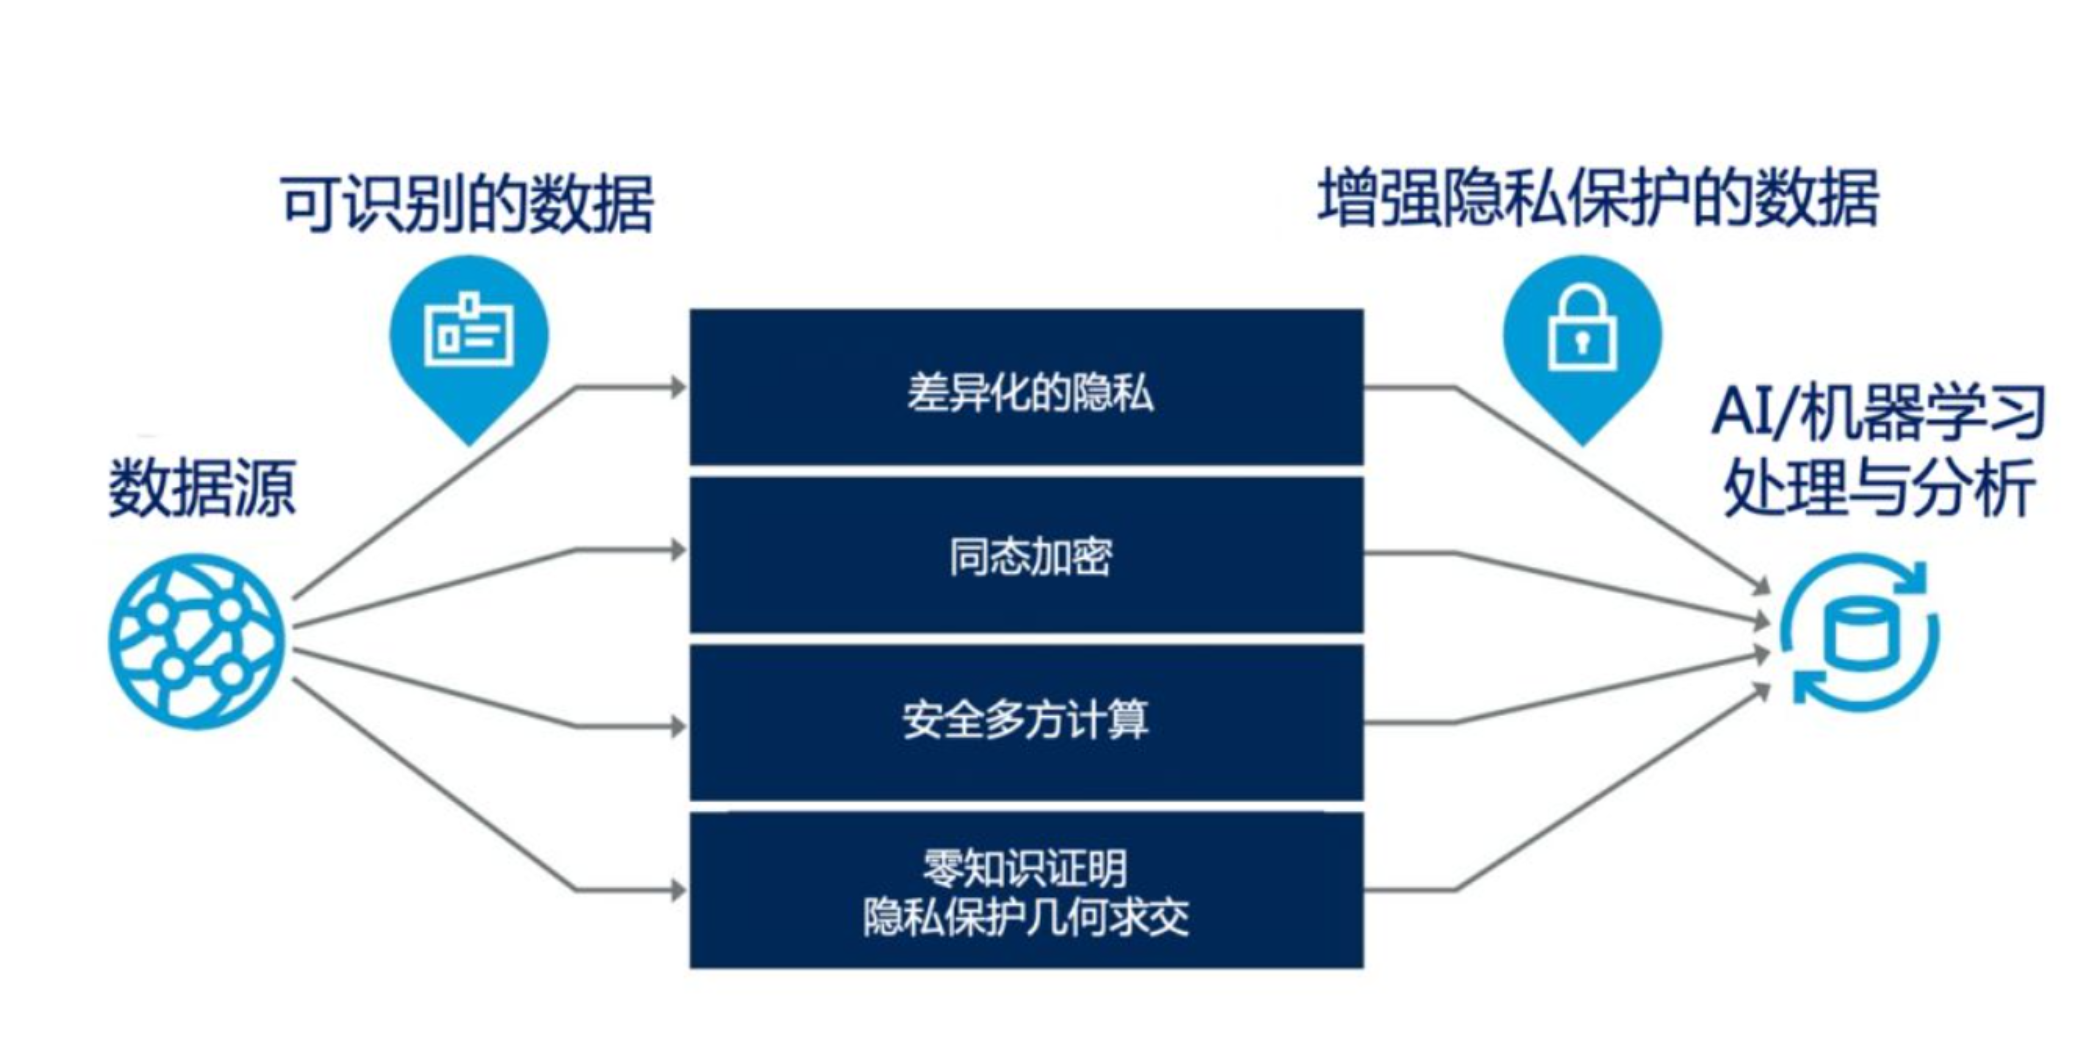 可识别的数据
增强隐私保护的数据
数据源
差异化的隐私
同态加密
安全多方计算
零知识证明
隐私保护几何求交
AI/机器学习
处理与分析